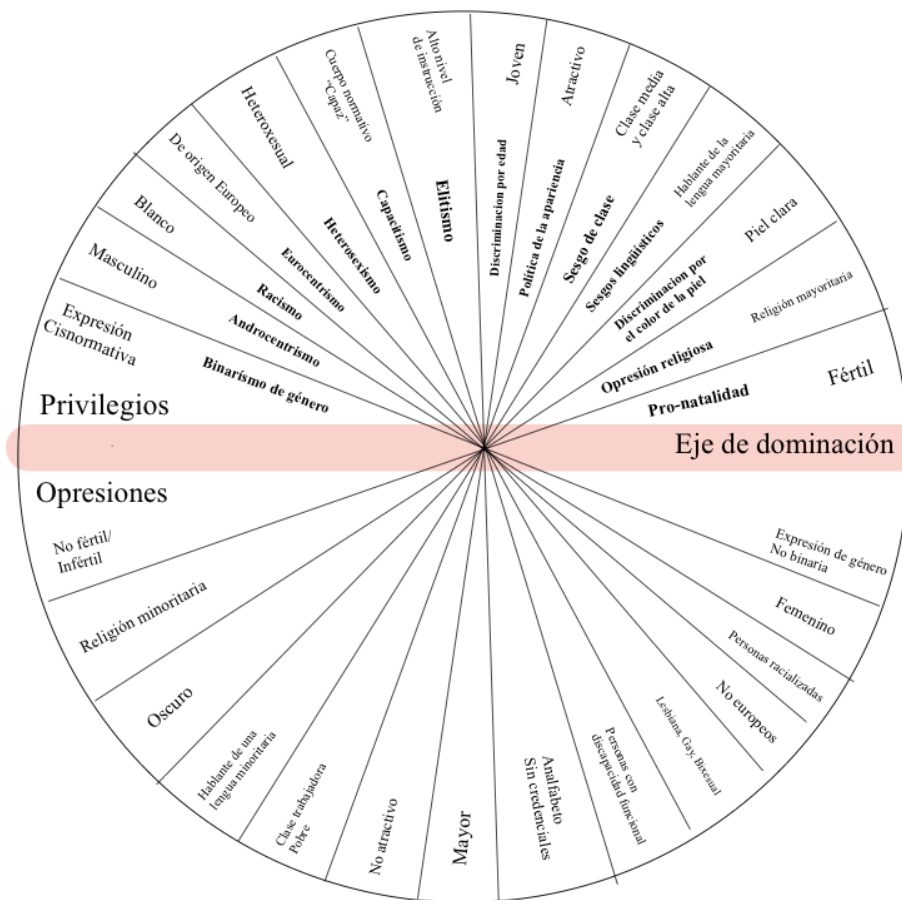 Expresión
Cisnormativa
Binarísmo de género
Masculino
Androcentrismo
Blanco
Racismo
De origen Europeo
Eurocentrismo
Heteroxesual
Heterosexismo
Cuerpo normativo
"Capaz"
Capacitismo
Alto nivel
de instrucción
Elitismo
Joven
Discriminacion por edad
Atractivo
Política de la apariencia
Clase media
y clase alta
Sesgo de clase
Hablante de la
lengua mayoritaria
Sesgos lingüísticos
Piel clara
Discriminacion por
el color de la piel
Religión mayoritaria
Opresión religiosa
Fértil
Pro-natalidad
Privilegios
Eje de dominación
Opresiones
No fértil/
Infértil
Religión minoritaria
Oscuro
Hablante de una
lengua minoritaria
Clase trabajadora
Pobre
No atractivo
Mayor
Analfabeto
Sin credenciales
Personas con
discapacidad funcional
Lesbiana, Gay, Bixesual
No europeos
Personas racializadas
Femenino
Expresión de género
No binaria